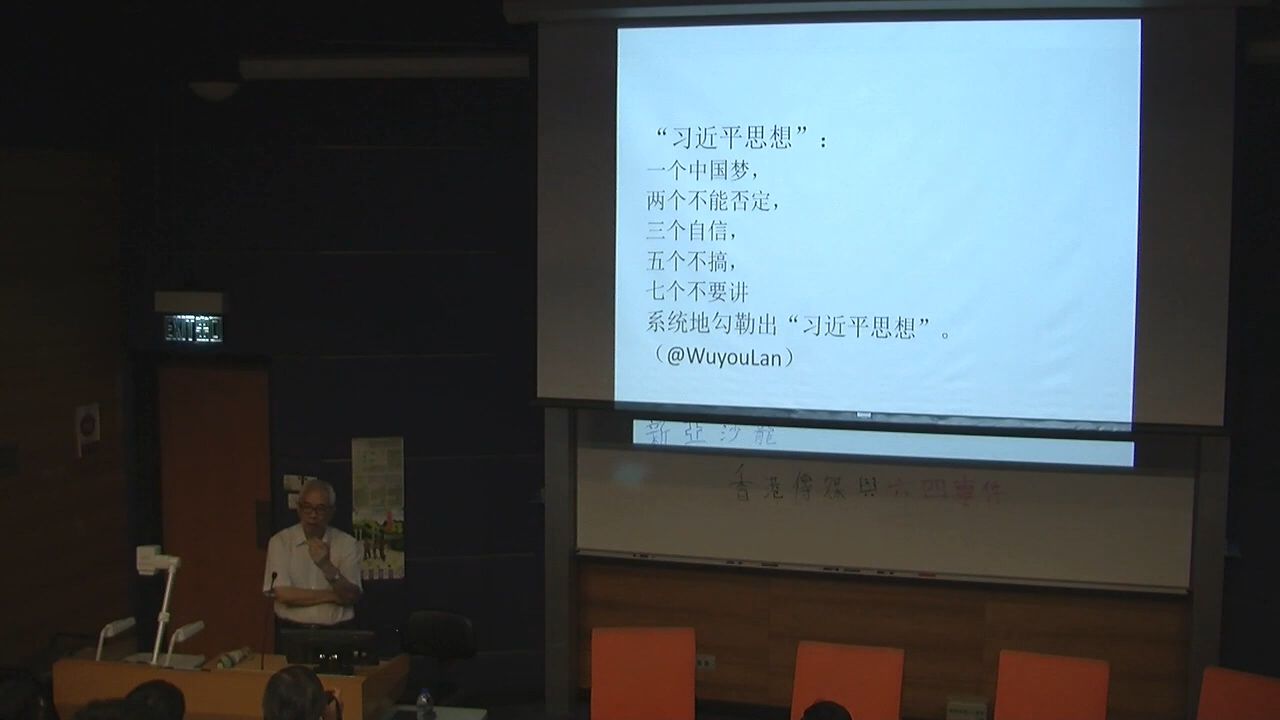 “习近平思想”：
一个中国梦，
两个不能否定，
三个自信，
五个不搞，
七个不要讲
系统地勾勒出“习近平思想”。
（@WuyouLan）
新亞沙龍
香港傳媒與六四事件
EXIT